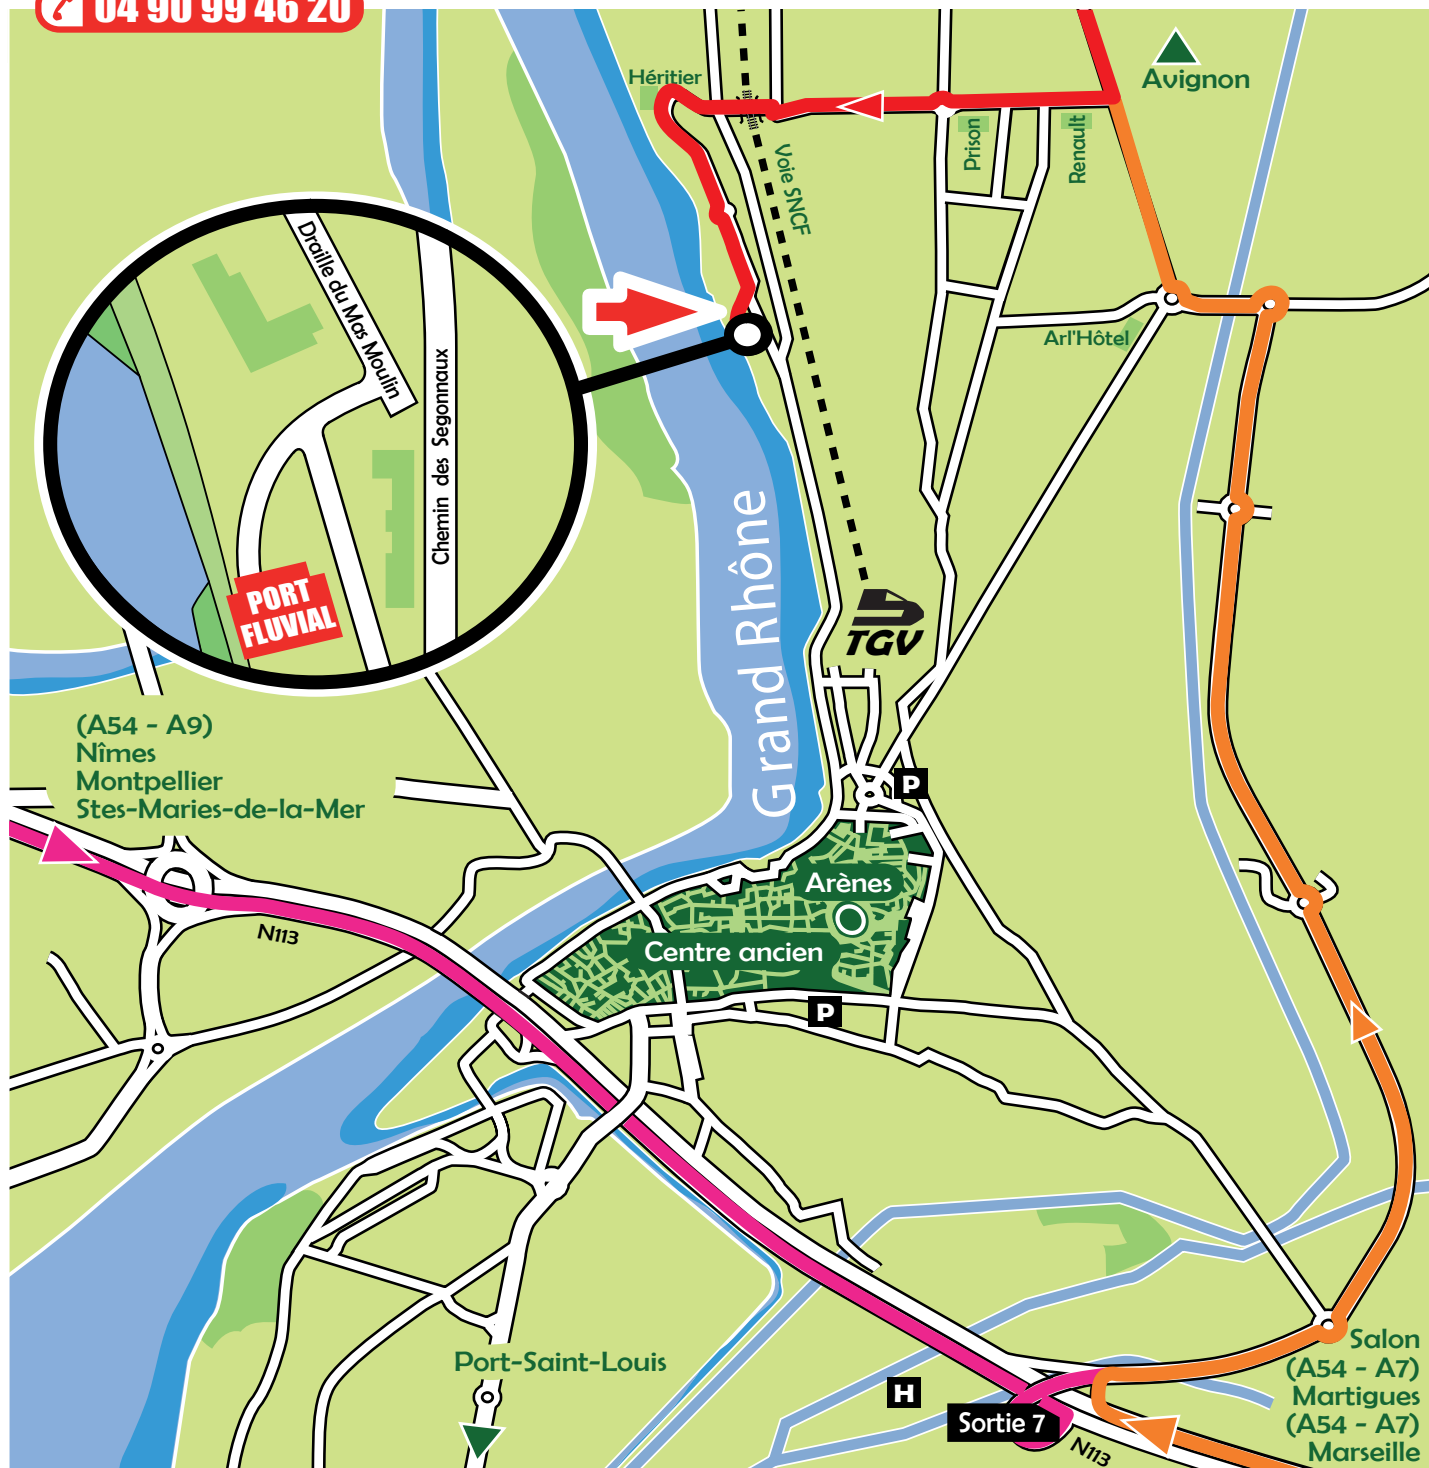 04 90 99 46 20
Héritier
Avignon
Prison
Renault
Voie SNCF
Draille du Mas Moulin
Chemin des Segonnaux
Arl'Hôtel
PORT
FLUVIAL
Grand Rhône
TGV
(A54 - A9)
Nîmes
Montpellier
Stes-Maries-de-la-Mer
P
Arènes
N113
Centre ancien
P
Port-Saint-Louis
H
Sortie 7
N113
Salon
(A54 - A7)
Martigues
(A54 - A7)
Marseille